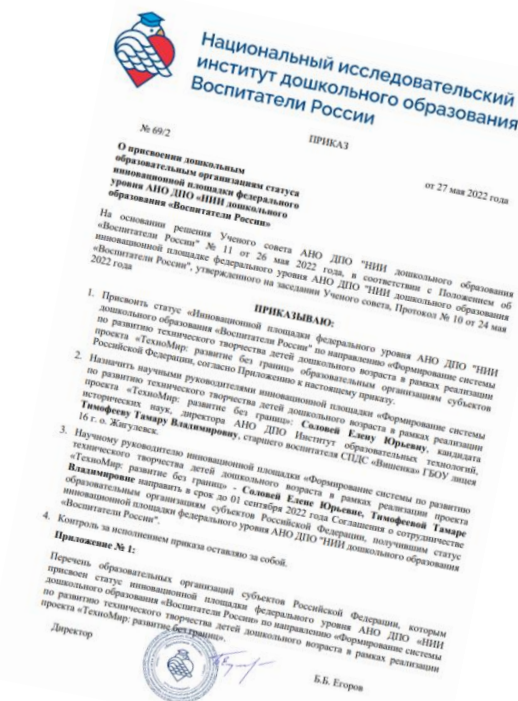 Национальный исследовательский
институт дошкольного образования
Воспитатели России
№ 69/2
ПРИКАЗ
от 27 мая 2022 года
О присвоении дошкольным
образовательным организациям статуса
инновационной площадки федерального
уровня АНО ДПО «НИИ дошкольного
образования «Воспитатели России»
На основании решения Ученого совета АНО ДПО "НИИ дошкольного образования
«Воспитатели России" № 11 от 26 мая 2022 года, в соответствии с Положением об
инновационной площадке федерального уровня АНО ДПО "НИИ дошкольного образования
«Воспитатели России", утвержденного на заседании Ученого совета, Протокол № 10 от 24 мая
2022 года
ПРИКАЗЫВАЮ:
1. Присвоить статус «Инновационной площадки федерального уровня АНО ДПО "НИИ
дошкольного образования «Воспитатели России" по направлению «Формирование системы
по развитию технического творчества детей дошкольного возраста в рамках реализации
проекта «ТехноМир: развитие без границ» образовательным организациям субъектов
Российской Федерации, согласно Приложению к настоящему приказу.
2. Назначить научными руководителями инновационной площадки «Формирование системы
по развитию технического творчества детей дошкольного возраста в рамках реализации
проекта «ТехноМир: развитие без границ»: Соловей Елену Юрьевну, кандидата
исторических наук, директора АНО ДПО Институт образовательных технологий,
Тимофееву Тамару Владимировну, старшего воспитателя СПДС «Вишенка» ГБОУ лицея
16 г. о. Жигулевск.
3. Научному руководителю инновационной площадки «Формирование системы по развитию
технического творчества детей дошкольного возраста в рамках реализации проекта
«ТехноМир: развитие без границ» - Соловей Елене Юрьевне, Тимофеевой Тамаре
Владимировне направить в срок до 01 сентября 2022 года Соглашения о сотрудничестве
образовательным организациям субъектов Российской Федерации, получившим статус
инновационной площадки федерального уровня АНО ДПО "НИИ дошкольного образования
«Воспитатели России".
4. Контроль за исполнением приказа оставляю за собой.
Приложение № 1:
Перечень образовательных организаций субъектов Российской Федерации, которым
присвоен статус инновационной площадки федерального уровня АНО ДПО «НИИ
дошкольного образования «Воспитатели России» по направлению «Формирование системы
по развитию технического творчества детей дошкольного возраста в рамках реализации
проекта «ТехноМир: развитие без границ».
Директор
Б.Б. Егоров